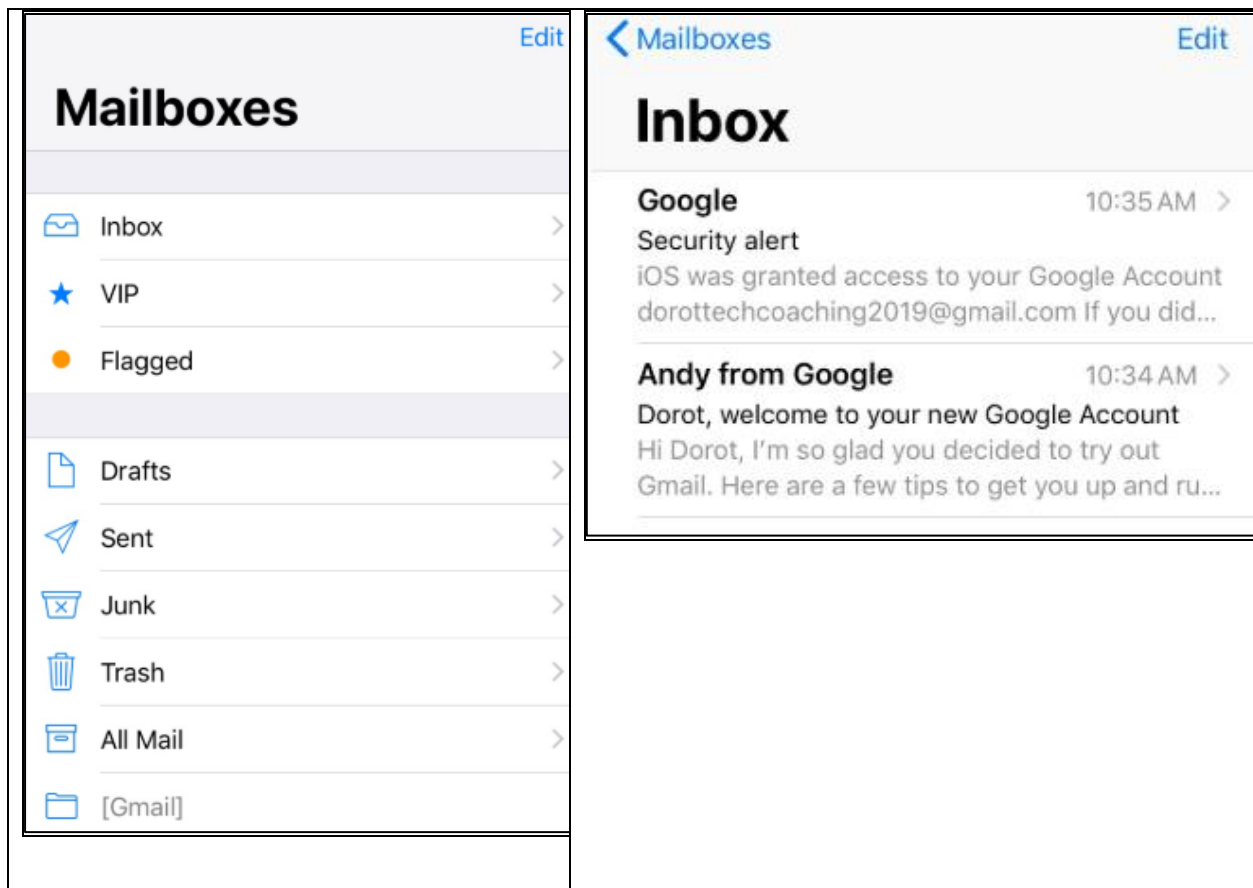 Edit
Mailboxes
Inbox
VIP
Flagged
Drafts
Sent
Junk
Trash
All Mail
[Gmail]
Mailboxes
Edit
Inbox
Google 10:35 AM
Security alert
iOS was granted access to your Google Account
dorottechcoaching2019@gmail.com If you did...
Andy from Google 10:34 AM
Dorot, welcome to your new Google Account
Hi Dorot, I'm so glad you decided to try out
Gmail. Here are a few tips to get you up and ru...